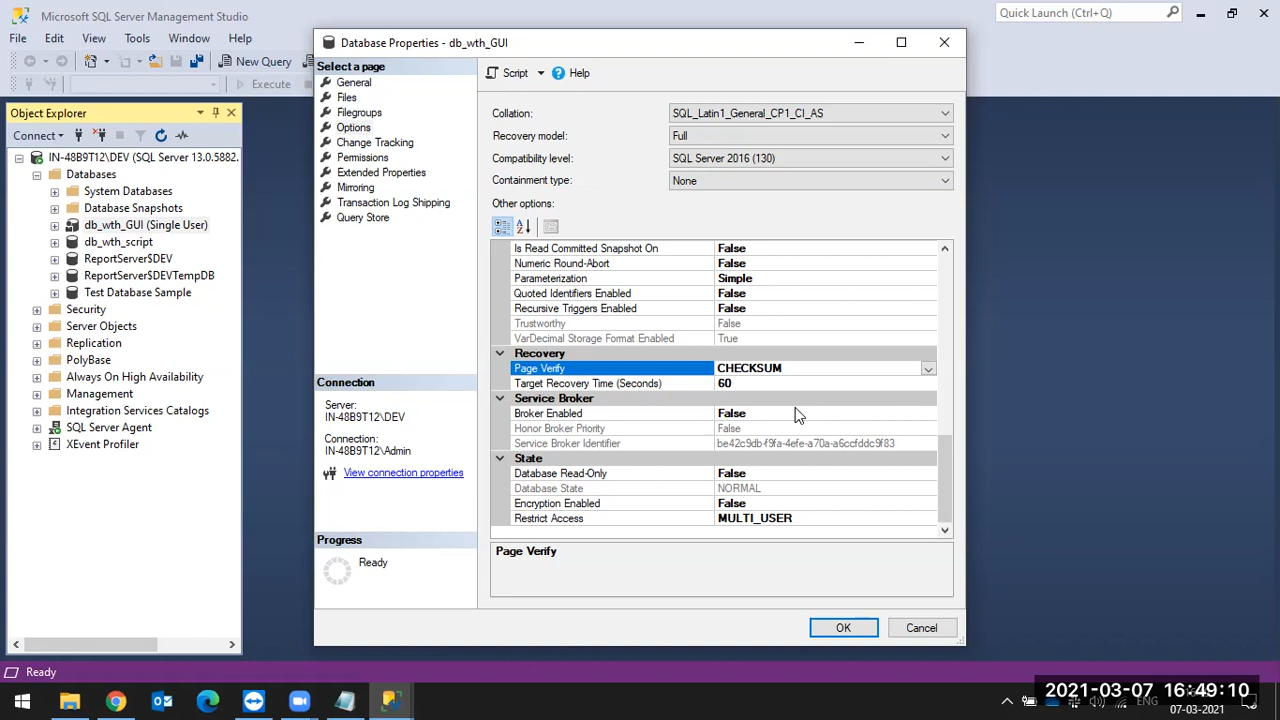 Microsoft SQL Server Management Studio
Quick Launch (Ctrl+Q)
File Edit View Tools Window Help
New Query
Execute
Object Explorer
Connect
IN-48B9T12\DEV (SQL Server 13.0.5882.
Databases
System Databases
Database Snapshots
db_wth_GUI (Single User)
db_wth_script
ReportServer$DEV
ReportServer$DEVTempDB
Test Database Sample
Security
Server Objects
Replication
PolyBase
Always On High Availability
Management
Integration Services Catalogs
SQL Server Agent
XEvent Profiler
Database Properties - db_wth_GUI
Select a page
General
Files
Filegroups
Options
Change Tracking
Permissions
Extended Properties
Mirroring
Transaction Log Shipping
Query Store
Connection
Server:
IN-48B9T12\DEV
Connection:
IN-48B9T12\Admin
View connection properties
Progress
Ready
Script Help
Collation: SQL_Latin1_General_CP1_CI_AS
Recovery model: Full
Compatibility level: SQL Server 2016 (130)
Containment type: None
Other options:
Is Read Committed Snapshot On False
Numeric Round-Abort False
Parameterization Simple
Quoted Identifiers Enabled False
Recursive Triggers Enabled False
Trustworthy False
VarDecimal Storage Format Enabled True
Recovery
Page Verify CHECKSUM
Target Recovery Time (Seconds) 60
Service Broker
Broker Enabled False
Honor Broker Priority False
Service Broker Identifier be42c9db-f9fa-4efe-a70a-a6ccfddc9f83
State
Database Read-Only False
Database State NORMAL
Encryption Enabled False
Restrict Access MULTI_USER
Page Verify
OK Cancel
Ready
2021-03-07 16:49:10
ENG
07-03-2021